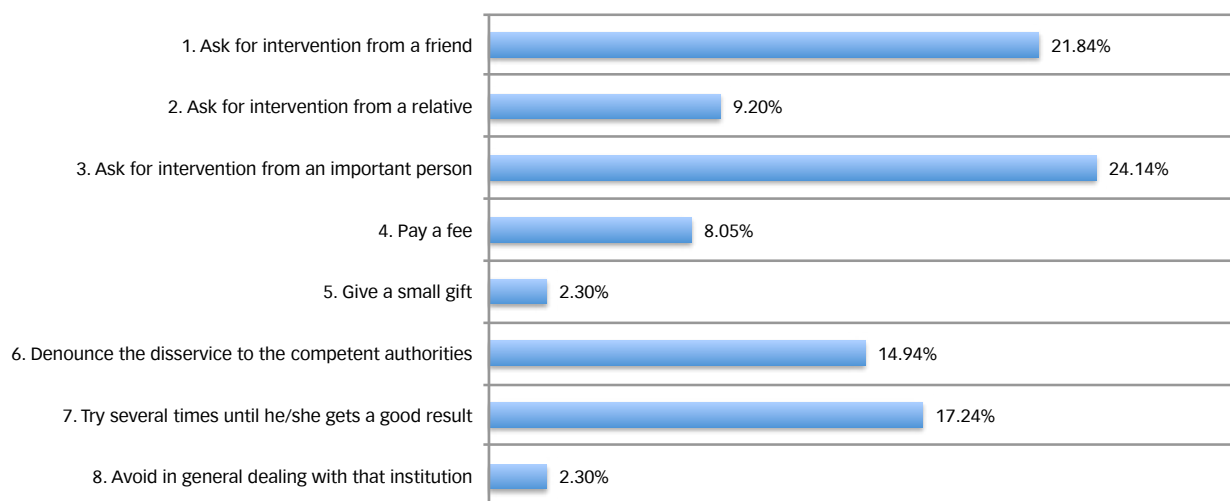 1. Ask for intervention from a friend 21.84%
2. Ask for intervention from a relative 9.20%
3. Ask for intervention from an important person 24.14%
4. Pay a fee 8.05%
5. Give a small gift 2.30%
6. Denounce the disservice to the competent authorities 14.94%
7. Try several times until he/she gets a good result 17.24%
8. Avoid in general dealing with that institution 2.30%